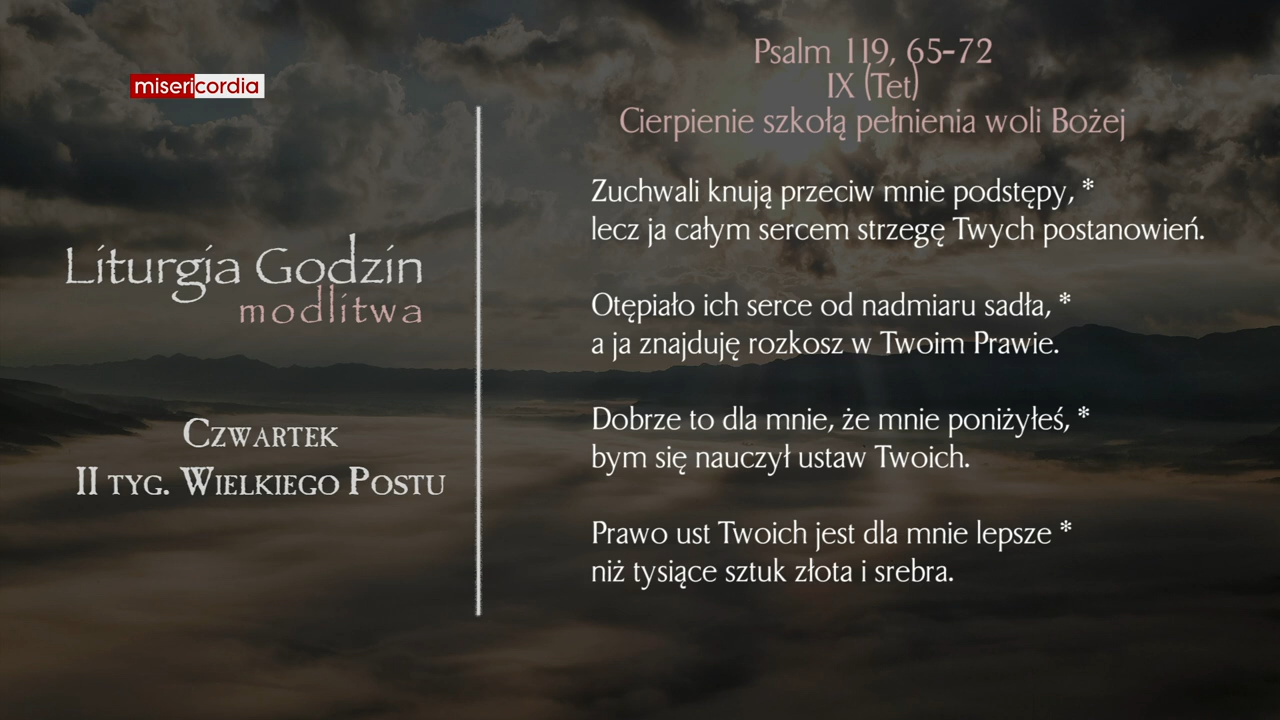 misericordia
Liturgia Godzin
modlitwa
Czwartek
II tyg. Wielkiego Postu
Psalm 119, 65-72
IX (Tet)
Cierpienie szkołą pełnienia woli Bożej
Zuchwali knują przeciw mnie podstępy, *
lecz ja całym sercem strzegę Twych postanowień.
Otępiało ich serce od nadmiaru sadła, *
a ja znajduję rozkosz w Twoim Prawie.
Dobrze to dla mnie, że mnie poniżyłeś, *
bym się nauczył ustaw Twoich.
Prawo ust Twoich jest dla mnie lepsze *
niż tysiące sztuk złota i srebra.